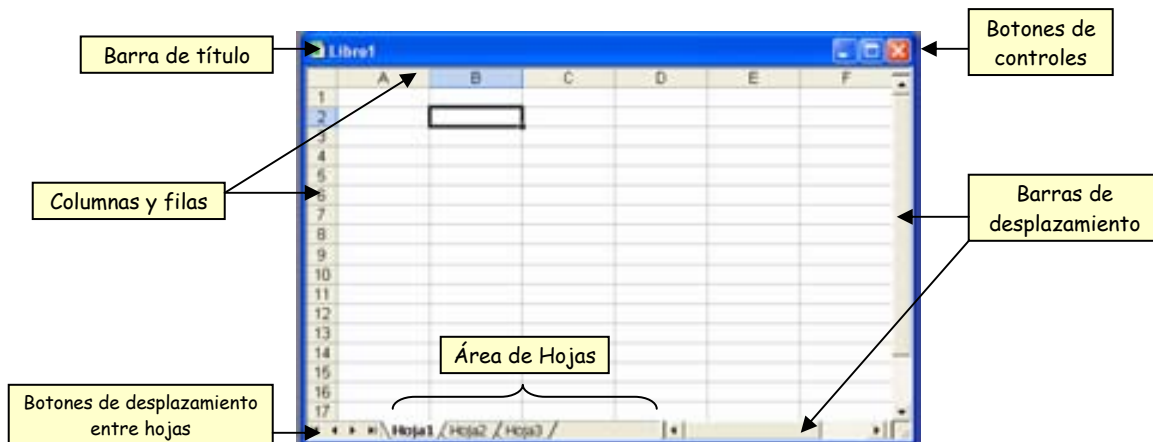 Barra de título
Libro1
Botones de
controles
A B C D E F
1
2
3
4
5
6
7
8
9
10
11
12
13
14
15
16
17
Columnas y filas
Barras de
desplazamiento
Área de Hojas
Botones de desplazamiento
entre hojas
Hoja1 Hoja2 Hoja3